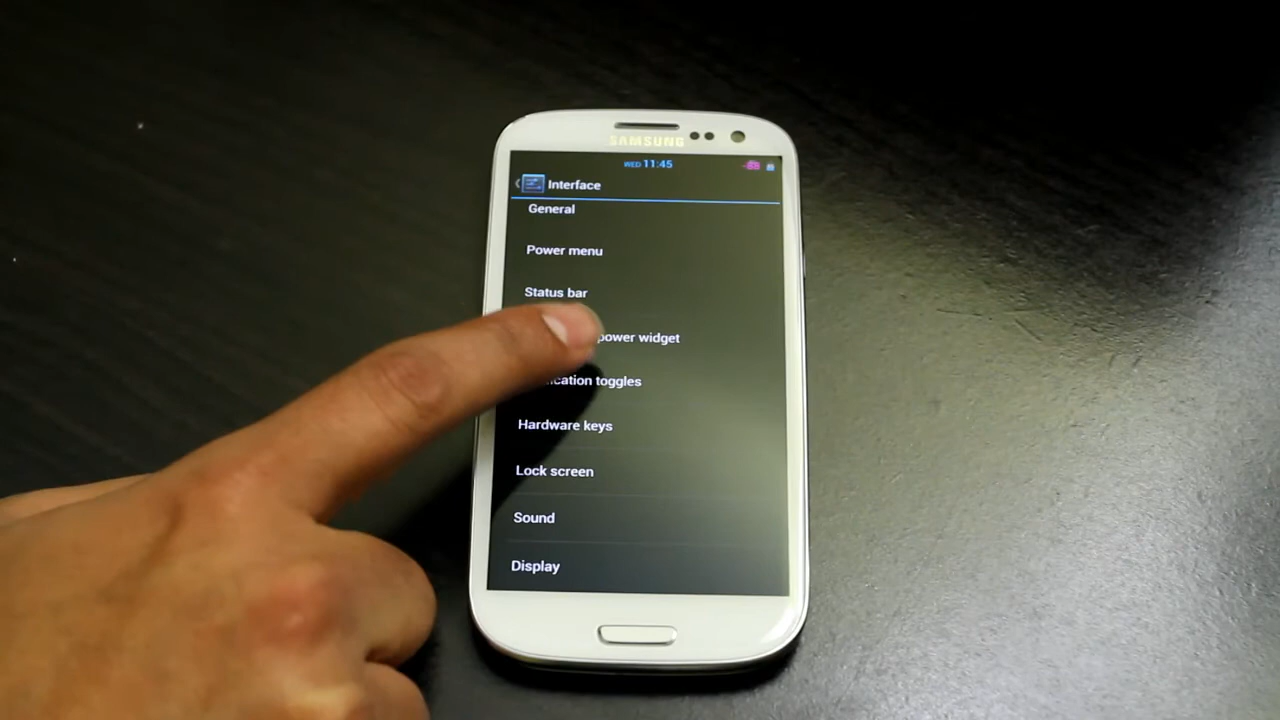 SAMSUNG
WED 11:45 -88
Interface
General
Power menu
Status bar
power widget
toggles
Hardware keys
Lock screen
Sound
Display